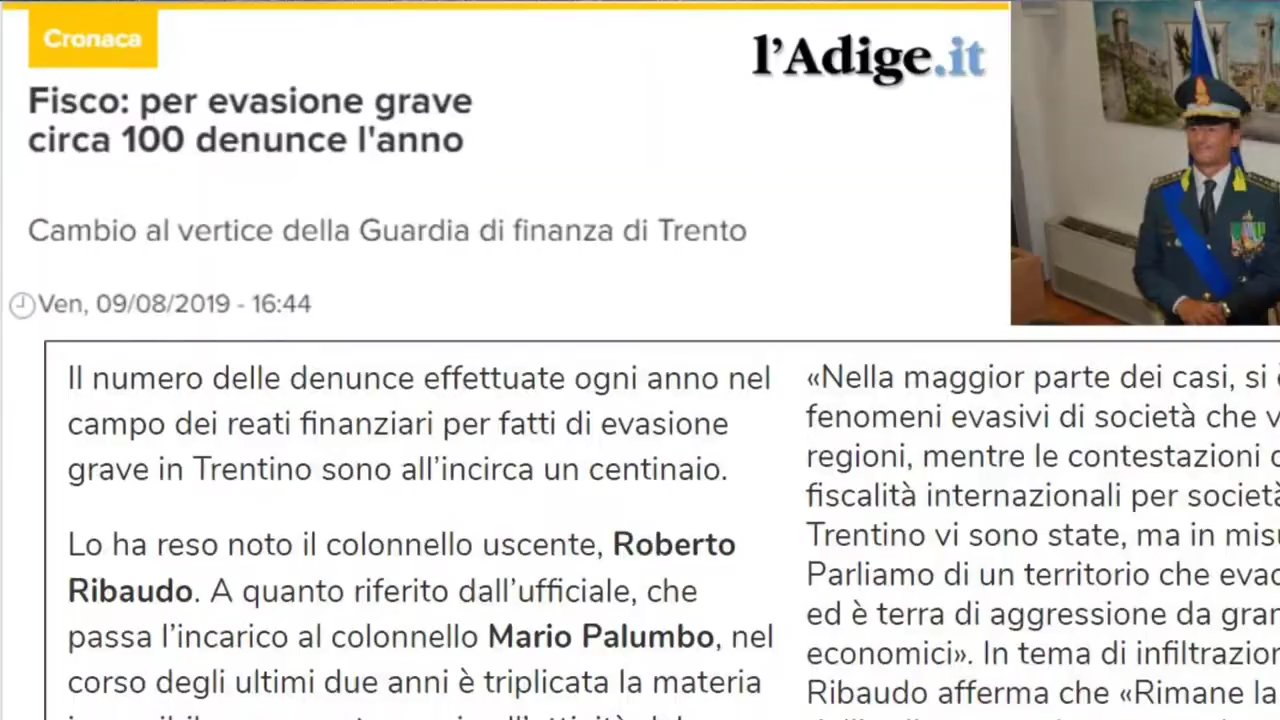 Cronaca
l'Adige.it
Fisco: per evasione grave
circa 100 denunce l'anno
Cambio al vertice della Guardia di finanza di Trento
Ven, 09/08/2019 - 16:44
Il numero delle denunce effettuate ogni anno nel
campo dei reati finanziari per fatti di evasione
grave in Trentino sono all’incirca un centinaio.
Lo ha reso noto il colonnello uscente, Roberto
Ribaudo. A quanto riferito dall’ufficiale, che
passa l’incarico al colonnello Mario Palumbo, nel
corso degli ultimi due anni è triplicata la materia
«Nella maggior parte dei casi, si
fenomeni evasivi di società che
regioni, mentre le contestazioni
fiscalità internazionali per società
Trentino vi sono state, ma in
Parliamo di un territorio che
ed è terra di aggressione da
economici». In tema di
Ribaudo afferma che «Rimane la